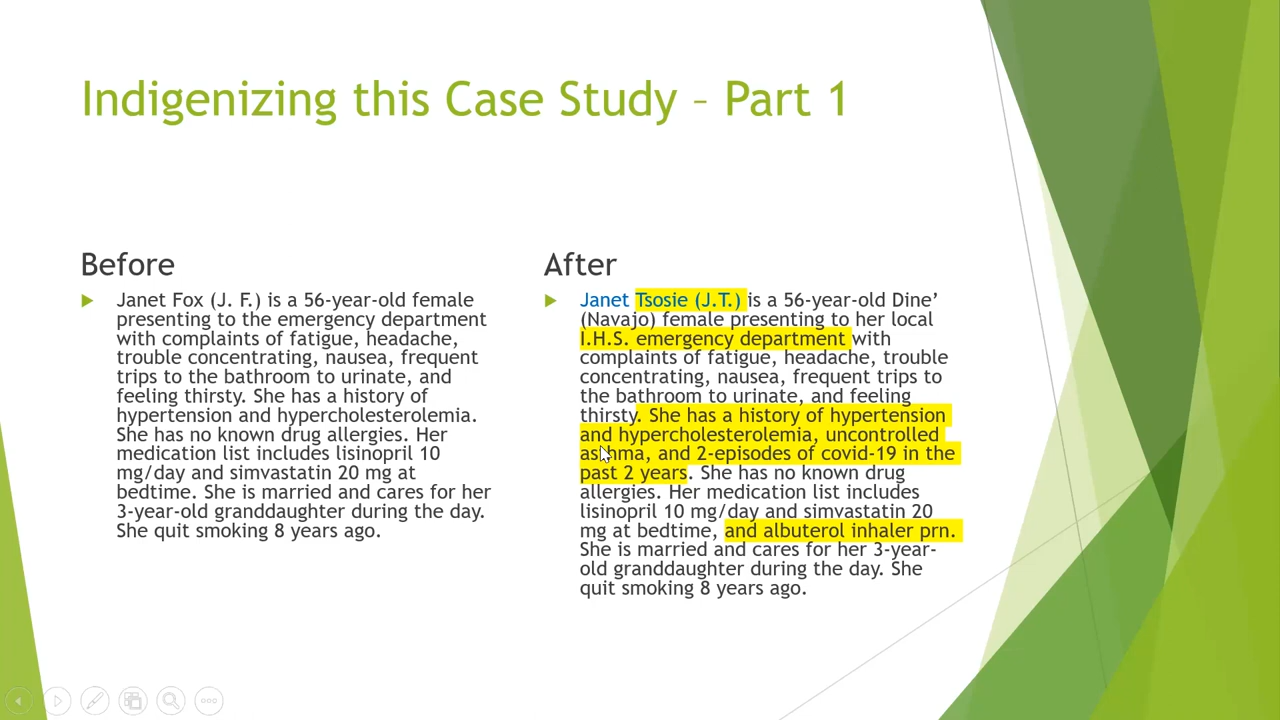 Indigenizing this Case Study – Part 1
Before
Janet Fox (J. F.) is a 56-year-old female
presenting to the emergency department
with complaints of fatigue, headache,
trouble concentrating, nausea, frequent
trips to the bathroom to urinate, and
feeling thirsty. She has a history of
hypertension and hypercholesterolemia.
She has no known drug allergies. Her
medication list includes lisinopril 10
mg/day and simvastatin 20 mg at
bedtime. She is married and cares for her
3-year-old granddaughter during the day.
She quit smoking 8 years ago.
After
Janet Tsosie (J.T.) is a 56-year-old Dine’
(Navajo) female presenting to her local
I.H.S. emergency department with
complaints of fatigue, headache, trouble
concentrating, nausea, frequent trips to
the bathroom to urinate, and feeling
thirsty. She has a history of hypertension
and hypercholesterolemia, uncontrolled
asthma, and 2-episodes of covid-19 in the
past 2 years. She has no known drug
allergies. Her medication list includes
lisinopril 10 mg/day and simvastatin 20
mg at bedtime, and albuterol inhaler prn.
She is married and cares for her 3-year-
old granddaughter during the day. She
quit smoking 8 years ago.